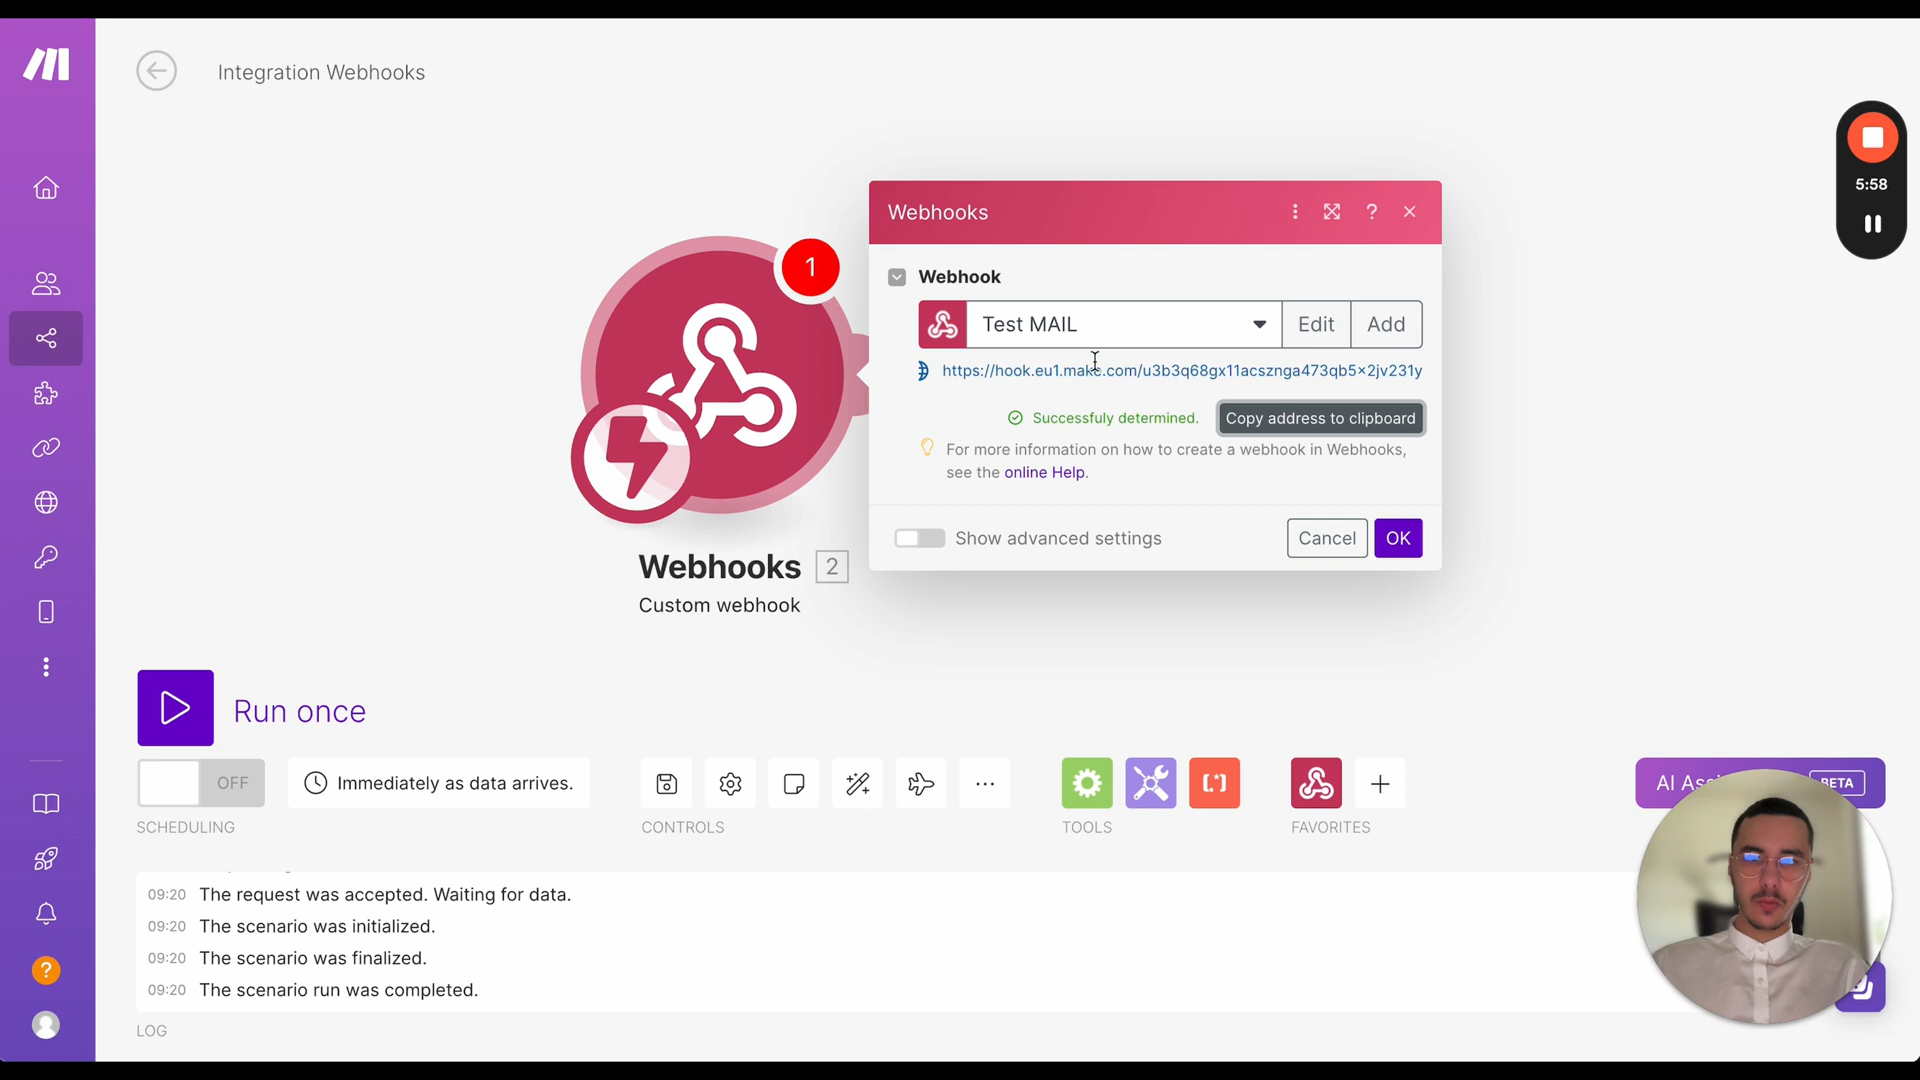 Integration Webhooks
5:58
Webhooks
?
1
Webhook
Test MAIL
Edit
Add
https://hook.eu1.make.com/u3b3q68gx11acsznga473qb5x2jv231y
Successfuly determined.
Copy address to clipboard
For more information on how to create a webhook in Webhooks,
see the online Help.
Show advanced settings
Cancel
OK
Webhooks
2
Custom webhook
Run once
OFF
Immediately as data arrives.
AI Ass
BETA
SCHEDULING
CONTROLS
TOOLS
FAVORITES
09:20 The request was accepted. Waiting for data.
09:20 The scenario was initialized.
09:20 The scenario was finalized.
09:20 The scenario run was completed.
?
LOG